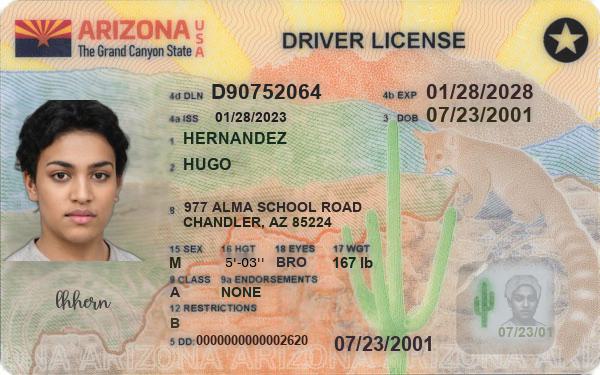 ARIZONA USA
The Grand Canyon State
DRIVER LICENSE
4d DLN D90752064 4b EXP 01/28/2028
4a ISS 01/28/2023 3 DOB 07/23/2001
1 HERNANDEZ
2 HUGO
8 977 ALMA SCHOOL ROAD
CHANDLER, AZ 85224
15 SEX 16 HGT 18 EYES 17 WGT
M 5'-03" BRO 167 lb
9 CLASS 9a ENDORSEMENTS
A NONE
12 RESTRICTIONS
B
lhhern
5 DD: 0000000000002620 07/23/2001
07/23/01
ARIZONA ARIZONA ARIZONA ARIZONA